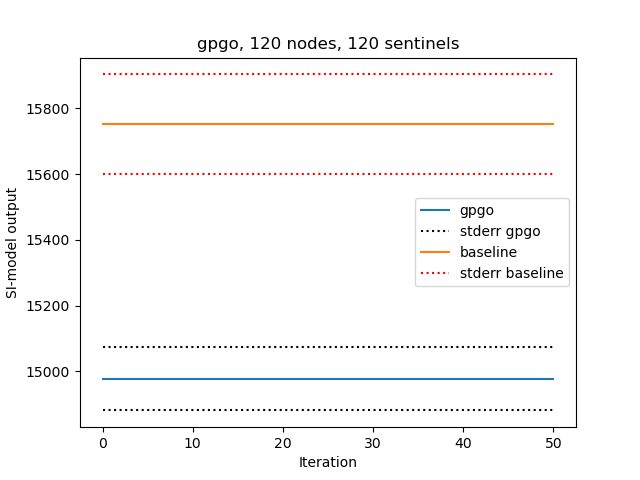 gpgo, 120 nodes, 120 sentinels
15800
15600
15400
15200
15000
SI-model output
gpgo
stderr gpgo
baseline
stderr baseline
0 10 20 30 40 50
Iteration